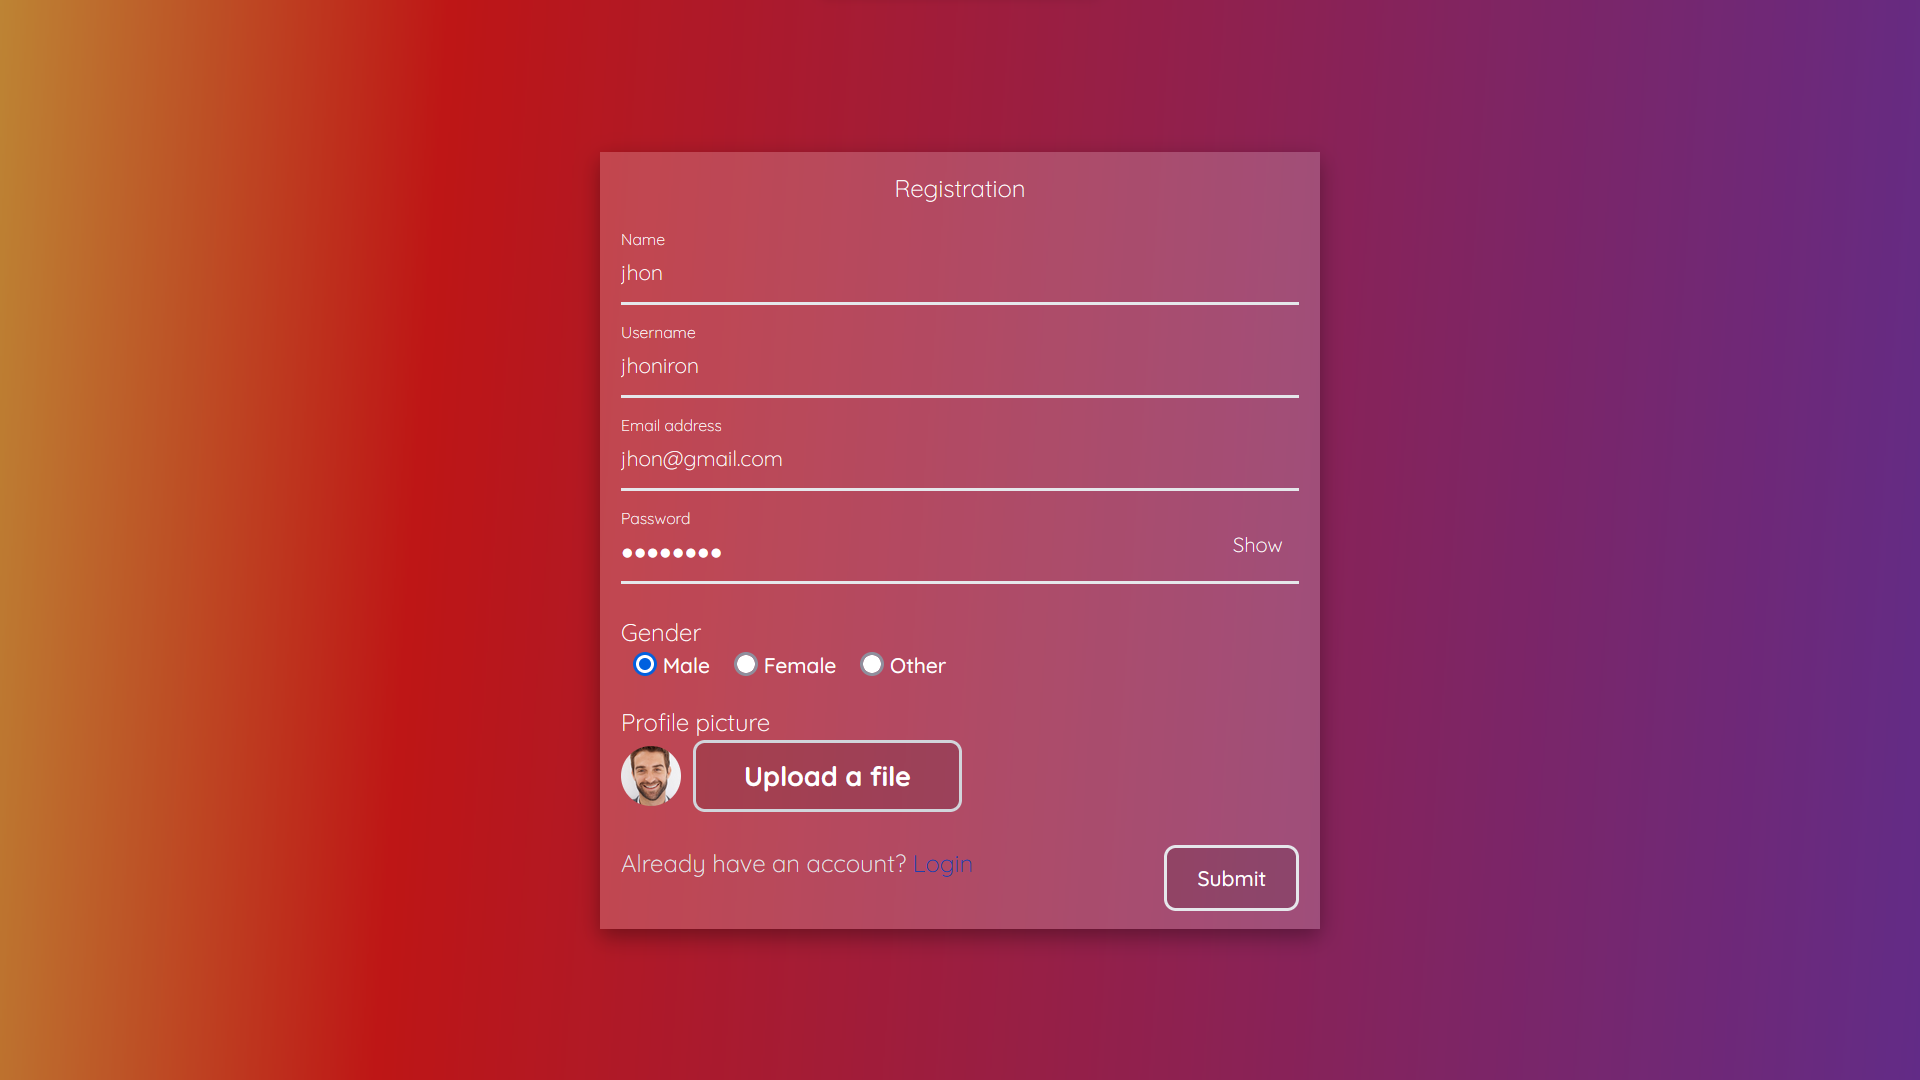 Registration
Name
jhon
Username
jhoniron
Email address
jhon@gmail.com
Password
●●●●●●●●
Show
Gender
Male Female Other
Profile picture
Upload a file
Already have an account? Login
Submit